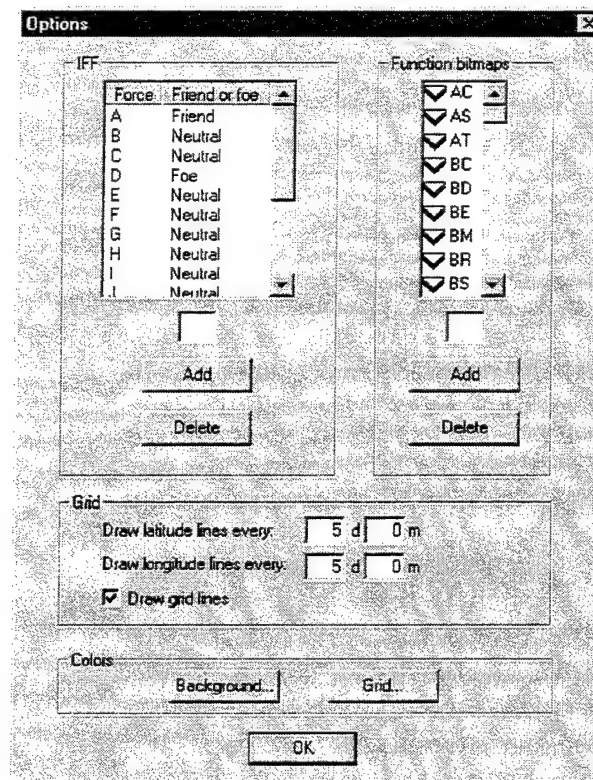 Options
IFF
Force Friend or foe
A Friend
B Neutral
C Neutral
D Foe
E Neutral
F Neutral
G Neutral
H Neutral
I Neutral
J Neutral
Add
Delete
Function bitmaps
AC
AS
AT
BC
BD
BE
BM
BR
BS
Add
Delete
Grid
Draw latitude lines every: 5 d 0 m
Draw longitude lines every: 5 d 0 m
Draw grid lines
Colors
Background... Grid...
OK